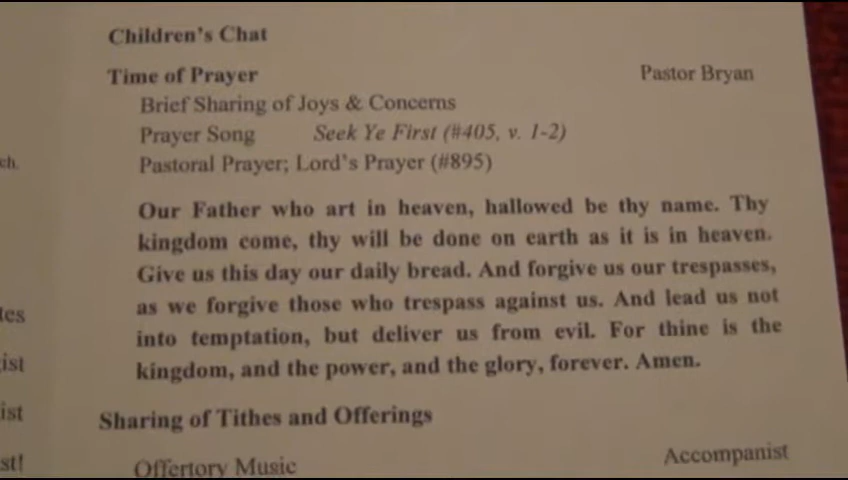 Children's Chat
Time of Prayer Pastor Bryan
Brief Sharing of Joys & Concerns
Prayer Song Seek Ye First (#405, v. 1-2)
Pastoral Prayer; Lord's Prayer (#895)
Our Father who art in heaven, hallowed be thy name. Thy
kingdom come, thy will be done on earth as it is in heaven.
Give us this day our daily bread. And forgive us our trespasses,
as we forgive those who trespass against us. And lead us not
into temptation, but deliver us from evil. For thine is the
kingdom, and the power, and the glory, forever. Amen.
Sharing of Tithes and Offerings
Offertory Music Accompanist